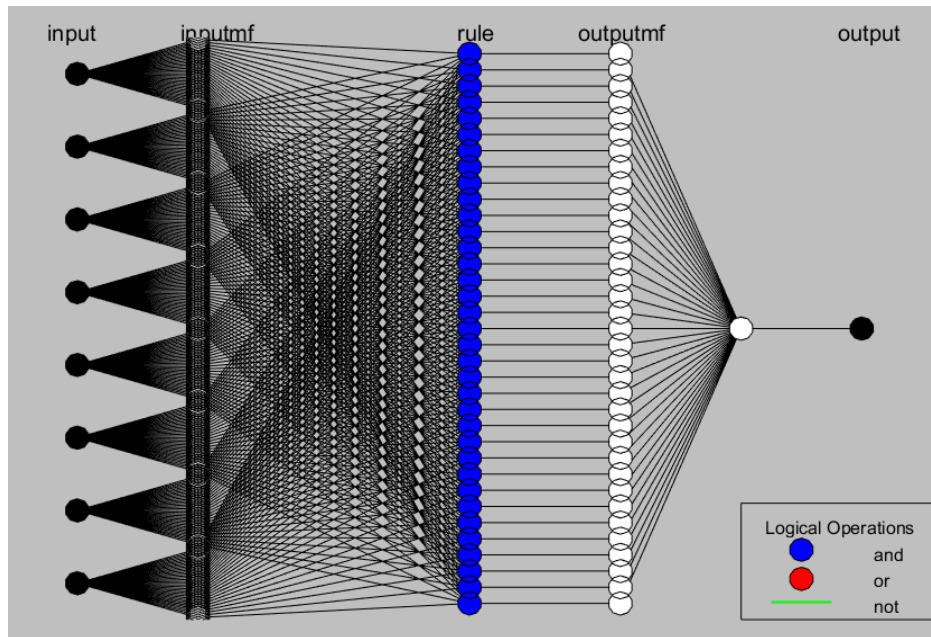 input inputmf rule outputmf output
Logical Operations
and
or
not